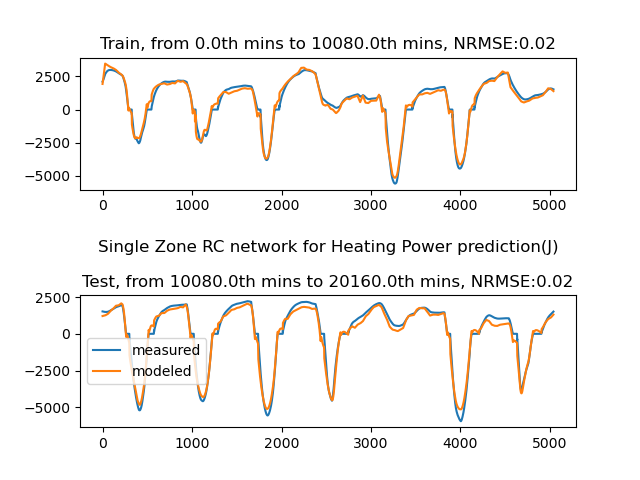 Train, from 0.0th mins to 10080.0th mins, NRMSE:0.02
2500
0
−2500
−5000
0 1000 2000 3000 4000 5000
Single Zone RC network for Heating Power prediction(J)
Test, from 10080.0th mins to 20160.0th mins, NRMSE:0.02
2500
0
−2500
−5000
measured
modeled
0 1000 2000 3000 4000 5000